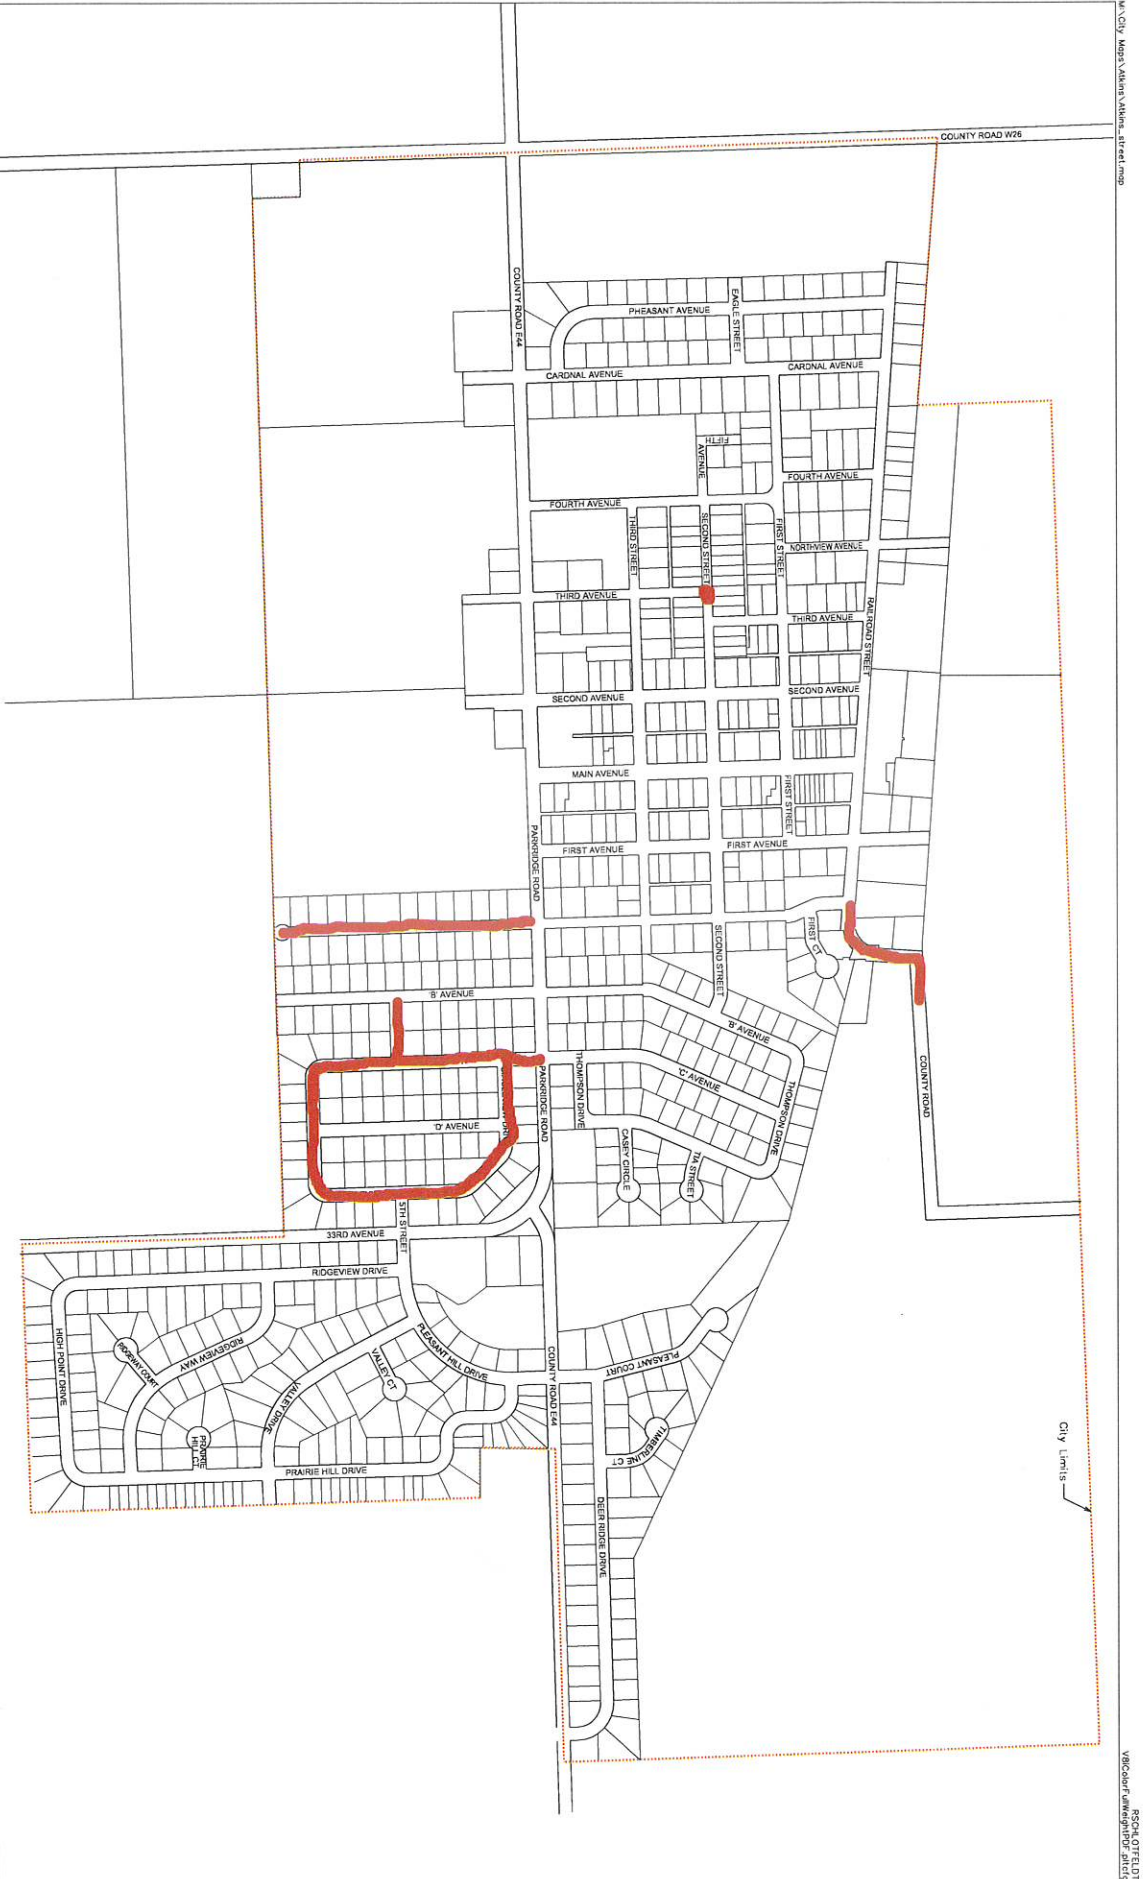 M:\City Maps\Atkins\Atkins_street.map
COUNTY ROAD W26
COUNTY ROAD E44
PHEASANT AVENUE
EAGLE STREET
CARDNAL AVENUE
CARDNAL AVENUE
FIFTH
AVENUE
FOURTH AVENUE
FOURTH AVENUE
THIRD STREET
SECOND STREET
FIRST STREET
NORTHVIEW AVENUE
THIRD AVENUE
THIRD AVENUE
RAILROAD STREET
SECOND AVENUE
SECOND AVENUE
MAIN AVENUE
FIRST STREET
PARKRIDGE ROAD
FIRST AVENUE
FIRST AVENUE
FIRST CT
SECOND STREET
'B' AVENUE
'B' AVENUE
'C' AVENUE
THOMPSON DRIVE
THOMPSON DRIVE
COUNTY ROAD
PARKRIDGE ROAD
'D' AVENUE
CASEY CIRCLE
TIA STREET
5TH STREET
33RD AVENUE
RIDGEVIEW DRIVE
HIGH POINT DRIVE
RIDGEWAY COURT
RIDGEVIEW WAY
VALLEY DRIVE
VALLEY CT
PLEASANT HILL DRIVE
COUNTY ROAD E44
PLEASANT COURT
TIMBERLINE CT
PRAIRIE
HILL CT
PRAIRIE HILL DRIVE
DEER RIDGE DRIVE
City Limits
RSCHLOTFELDT
V8iColorFullWeightPDF.pltcfg